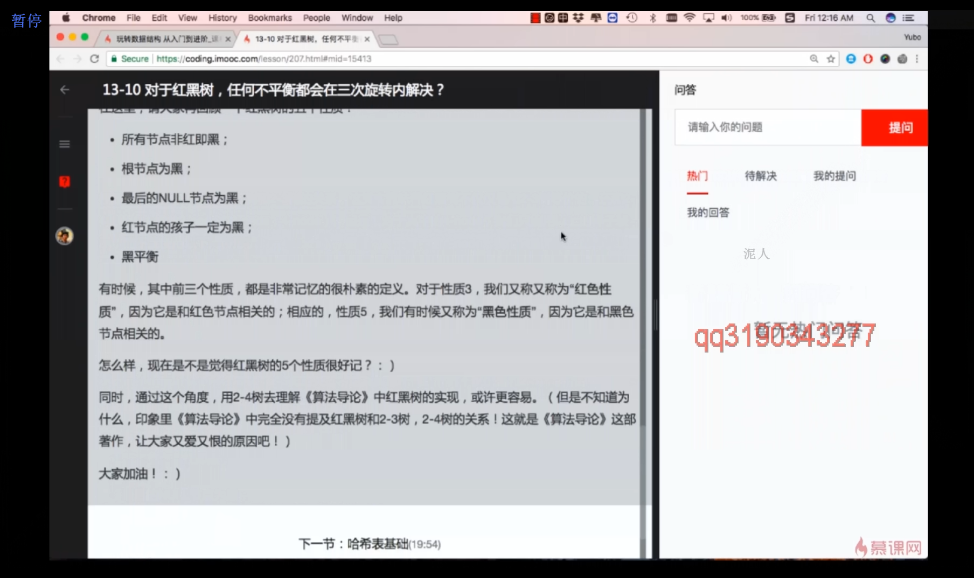 暂停
Chrome File Edit View History Bookmarks People Window Help 100% Fri 12:16 AM
玩转数据结构 从入门到进阶_
13-10 对于红黑树，任何不平衡
Yubo
Secure https://coding.imooc.com/lesson/207.html#mid=15413
13-10 对于红黑树，任何不平衡都会在三次旋转内解决？
• 所有节点非红即黑；
• 根节点为黑；
• 最后的NULL节点为黑；
• 红节点的孩子一定为黑；
• 黑平衡
有时候，其中前三个性质，都是非常记忆的很朴素的定义。对于性质3，我们又称又称为“红色性
质”，因为它是和红色节点相关的；相应的，性质5，我们有时候又称为“黑色性质”，因为它是和黑色
节点相关的。
怎么样，现在是不是觉得红黑树的5个性质很好记？：）
同时，通过这个角度，用2-4树去理解《算法导论》中红黑树的实现，或许更容易。（但是不知道为
什么，印象里《算法导论》中完全没有提及红黑树和2-3树，2-4树的关系！这就是《算法导论》这部
著作，让大家又爱又恨的原因吧！）
大家加油！：）
下一节：哈希表基础(19:54)
问答
请输入你的问题
提问
热门 待解决 我的提问
我的回答
泥人
暂无热门问答
qq3190343277
慕课网